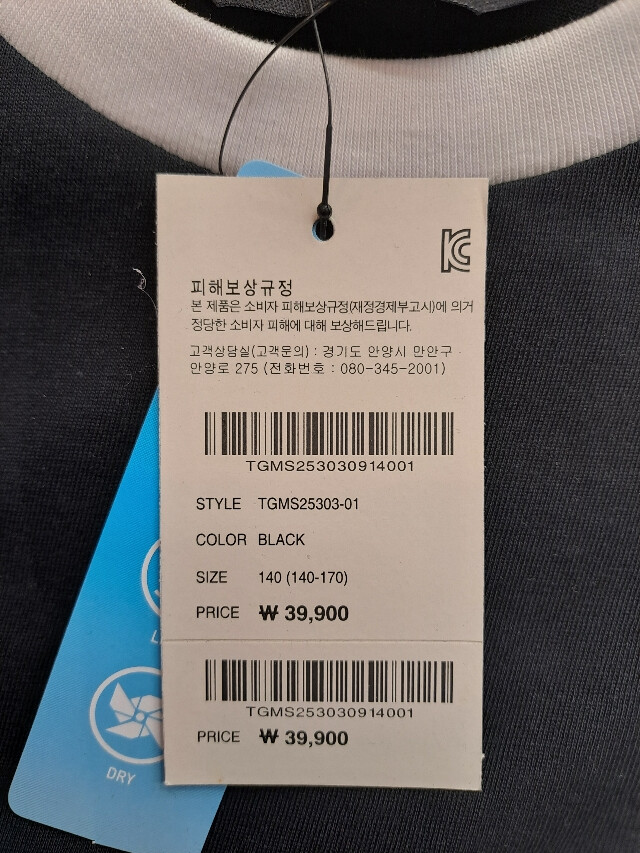 피해보상규정
본 제품은 소비자 피해보상규정(재정경제부고시)에 의거
정당한 소비자 피해에 대해 보상해드립니다.
고객상담실(고객문의) : 경기도 안양시 만안구
안양로 275 (전화번호 : 080-345-2001)
TGMS253030914001
STYLE TGMS25303-01
COLOR BLACK
SIZE 140 (140-170)
PRICE ₩ 39,900
TGMS253030914001
PRICE ₩ 39,900
DRY